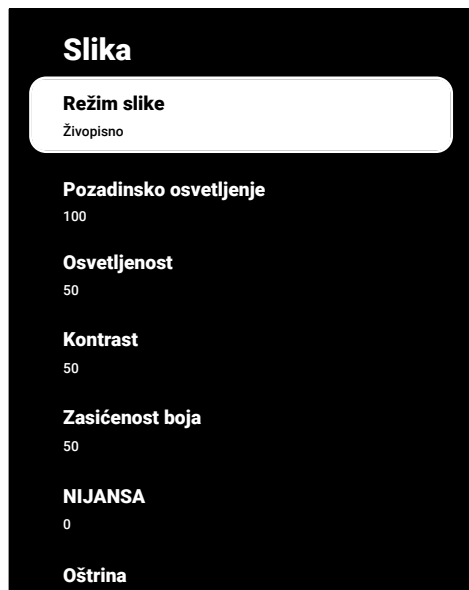 Slika
Režim slike
Živopisno
Pozadinsko osvetljenje
100
Osvetljenost
50
Kontrast
50
Zasićenost boja
50
NIJANSA
0
Oštrina